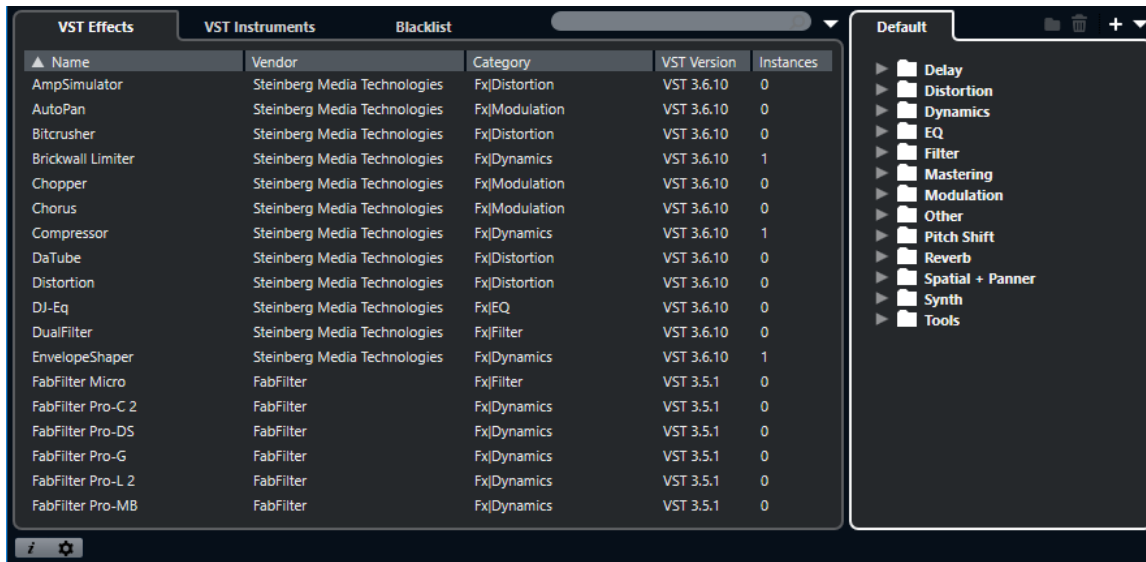 VST Effects VST Instruments Blacklist
Default
Name Vendor Category VST Version Instances
AmpSimulator Steinberg Media Technologies Fx|Distortion VST 3.6.10 0
AutoPan Steinberg Media Technologies Fx|Modulation VST 3.6.10 0
Bitcrusher Steinberg Media Technologies Fx|Distortion VST 3.6.10 0
Brickwall Limiter Steinberg Media Technologies Fx|Dynamics VST 3.6.10 1
Chopper Steinberg Media Technologies Fx|Modulation VST 3.6.10 0
Chorus Steinberg Media Technologies Fx|Modulation VST 3.6.10 0
Compressor Steinberg Media Technologies Fx|Dynamics VST 3.6.10 1
DaTube Steinberg Media Technologies Fx|Distortion VST 3.6.10 0
Distortion Steinberg Media Technologies Fx|Distortion VST 3.6.10 0
DJ-Eq Steinberg Media Technologies Fx|EQ VST 3.6.10 0
DualFilter Steinberg Media Technologies Fx|Filter VST 3.6.10 0
EnvelopeShaper Steinberg Media Technologies Fx|Dynamics VST 3.6.10 1
FabFilter Micro FabFilter Fx|Filter VST 3.5.1 0
FabFilter Pro-C 2 FabFilter Fx|Dynamics VST 3.5.1 0
FabFilter Pro-DS FabFilter Fx|Dynamics VST 3.5.1 0
FabFilter Pro-G FabFilter Fx|Dynamics VST 3.5.1 0
FabFilter Pro-L 2 FabFilter Fx|Dynamics VST 3.5.1 0
FabFilter Pro-MB FabFilter Fx|Dynamics VST 3.5.1 0
Delay
Distortion
Dynamics
EQ
Filter
Mastering
Modulation
Other
Pitch Shift
Reverb
Spatial + Panner
Synth
Tools
i